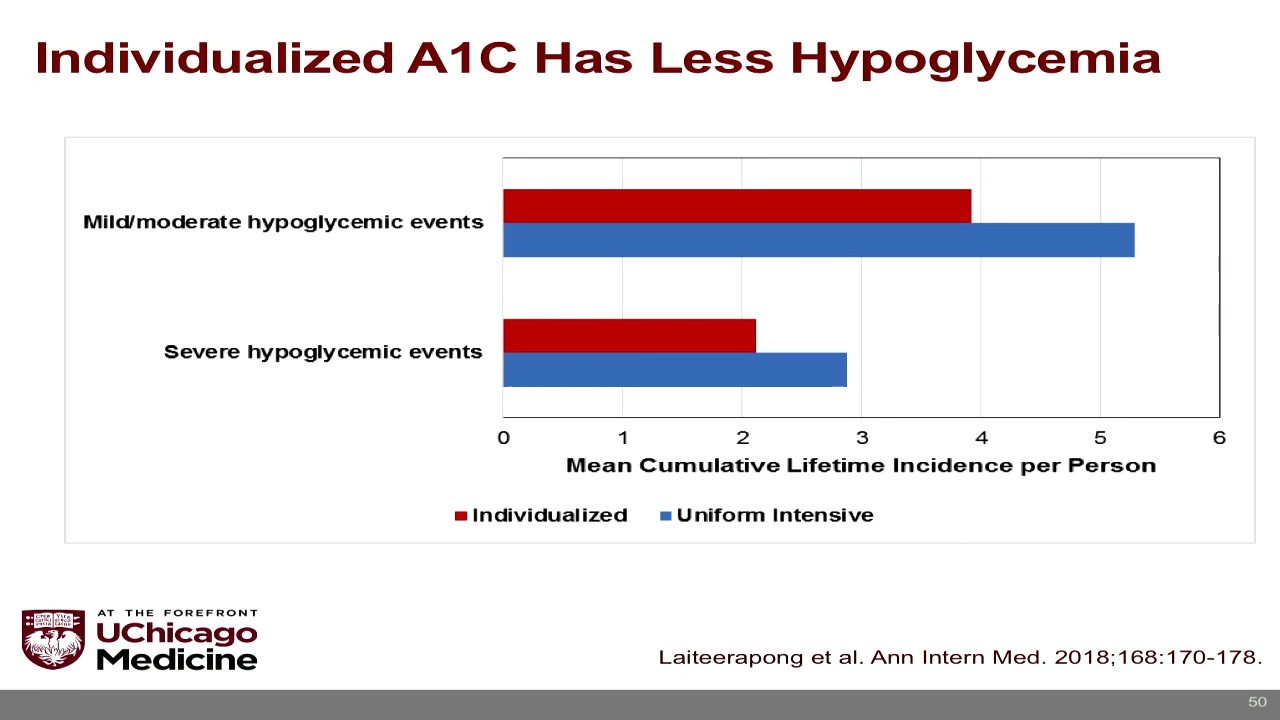 Individualized A1C Has Less Hypoglycemia
Mild/moderate hypoglycemic events
Severe hypoglycemic events
0 1 2 3 4 5 6
Mean Cumulative Lifetime Incidence per Person
Individualized Uniform Intensive
AT THE FOREFRONT
UChicago
Medicine
Laiteerapong et al. Ann Intern Med. 2018;168:170-178.
50